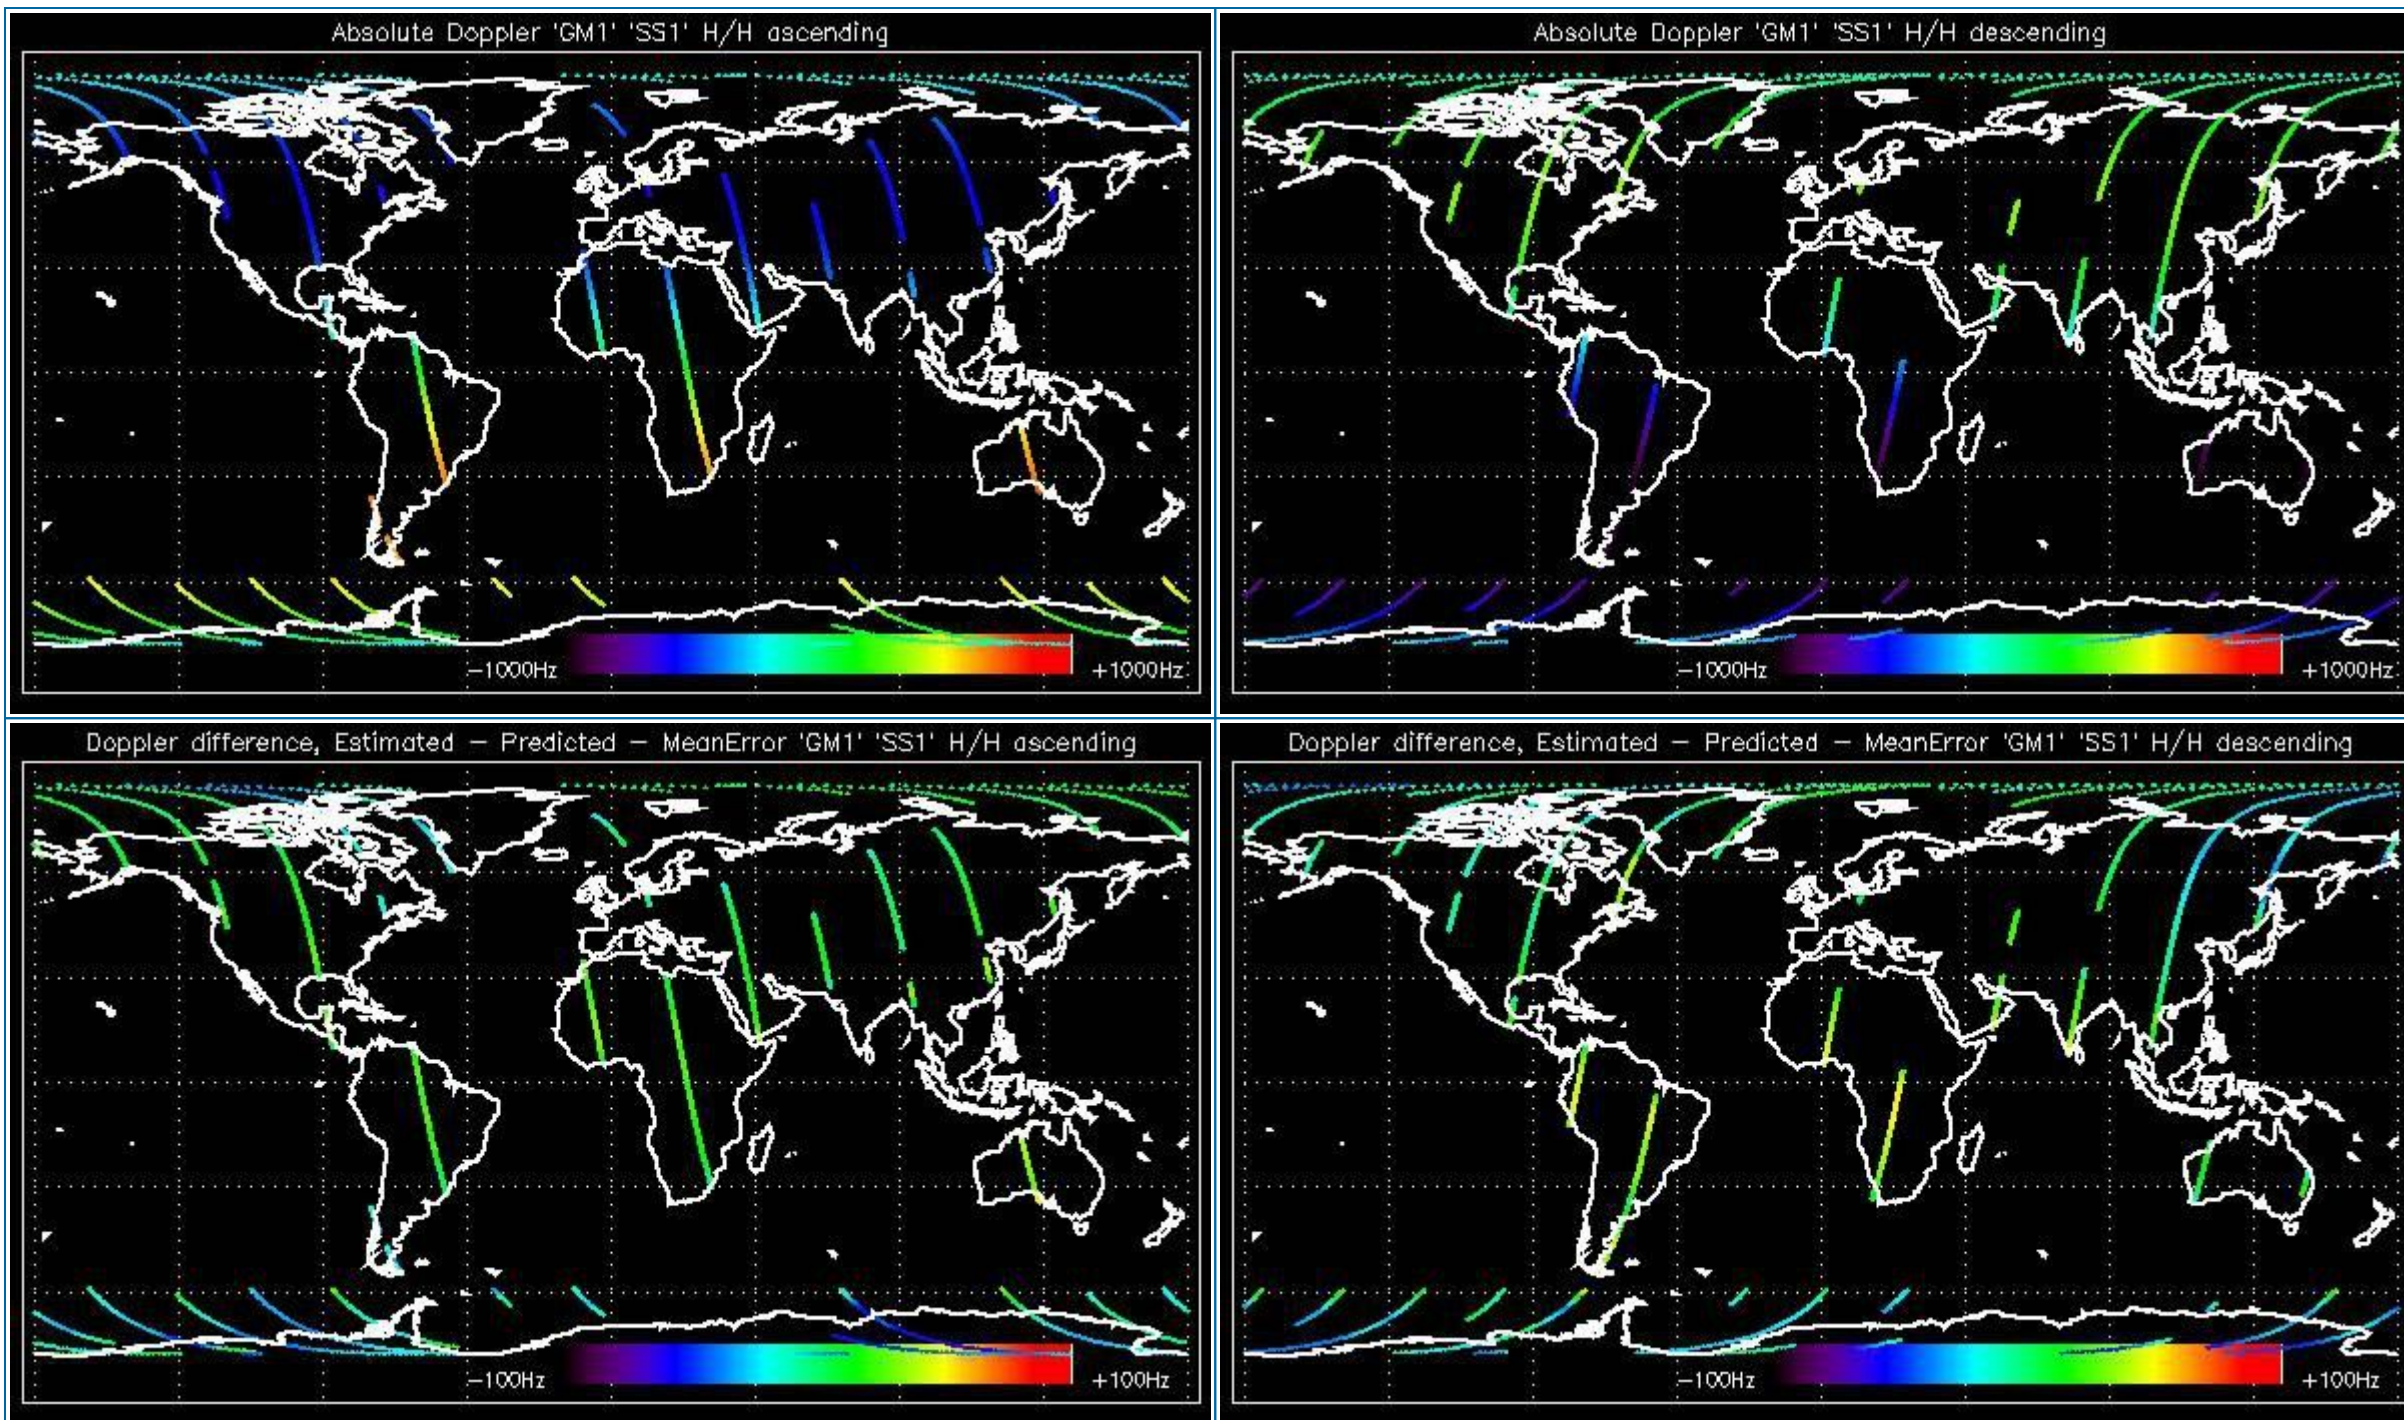 Absolute Doppler 'GM1' 'SS1' H/H ascending
−1000Hz
+1000Hz
Absolute Doppler 'GM1' 'SS1' H/H descending
−1000Hz
+1000Hz
Doppler difference, Estimated − Predicted − MeanError 'GM1' 'SS1' H/H ascending
−100Hz
+100Hz
Doppler difference, Estimated − Predicted − MeanError 'GM1' 'SS1' H/H descending
−100Hz
+100Hz